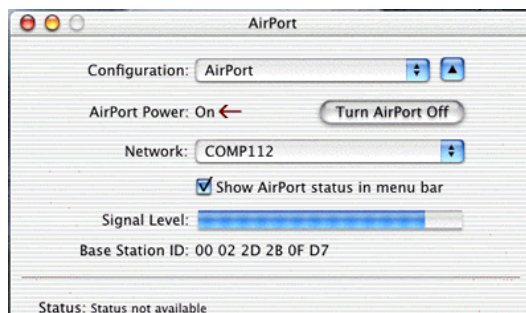 AirPort
Configuration: AirPort
AirPort Power: On Turn AirPort Off
Network: COMP112
Show AirPort status in menu bar
Signal Level:
Base Station ID: 00 02 2D 2B 0F D7
Status: Status not available